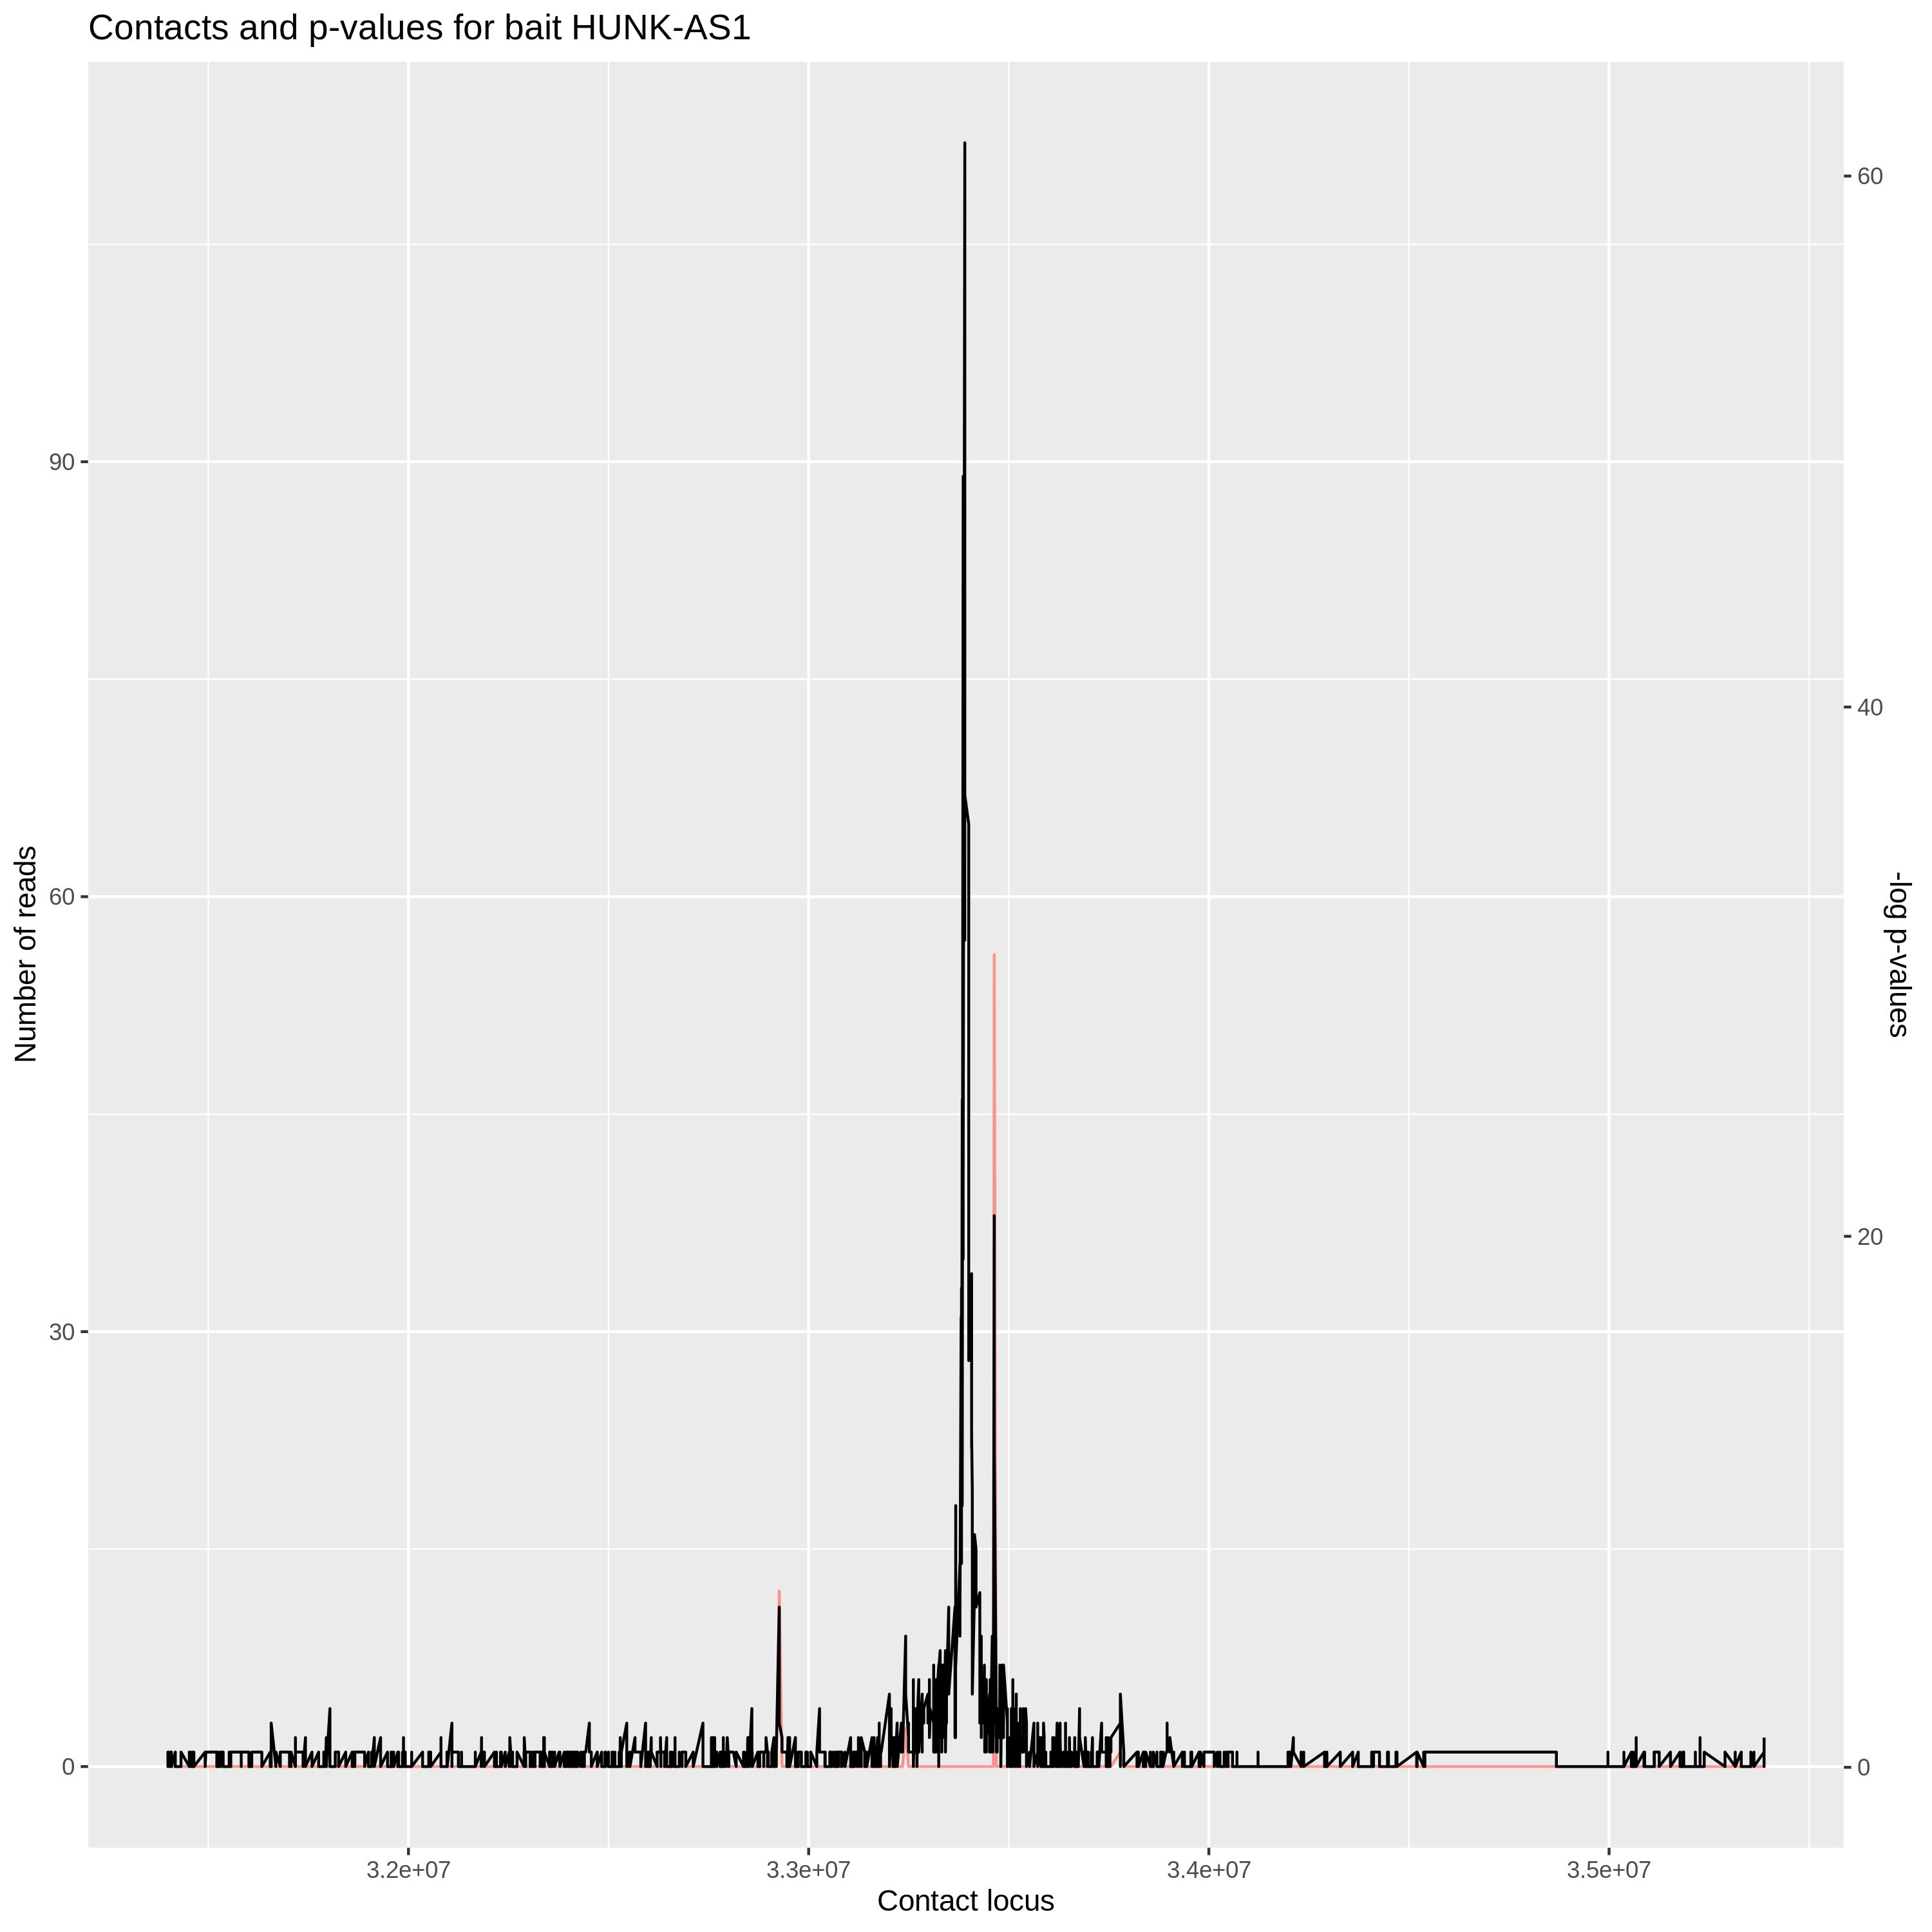 Contacts and p-values for bait HUNK-AS1
Number of reads
90
60
30
0
60
40
20
0
-log p-values
3.2e+07
3.3e+07
3.4e+07
3.5e+07
Contact locus